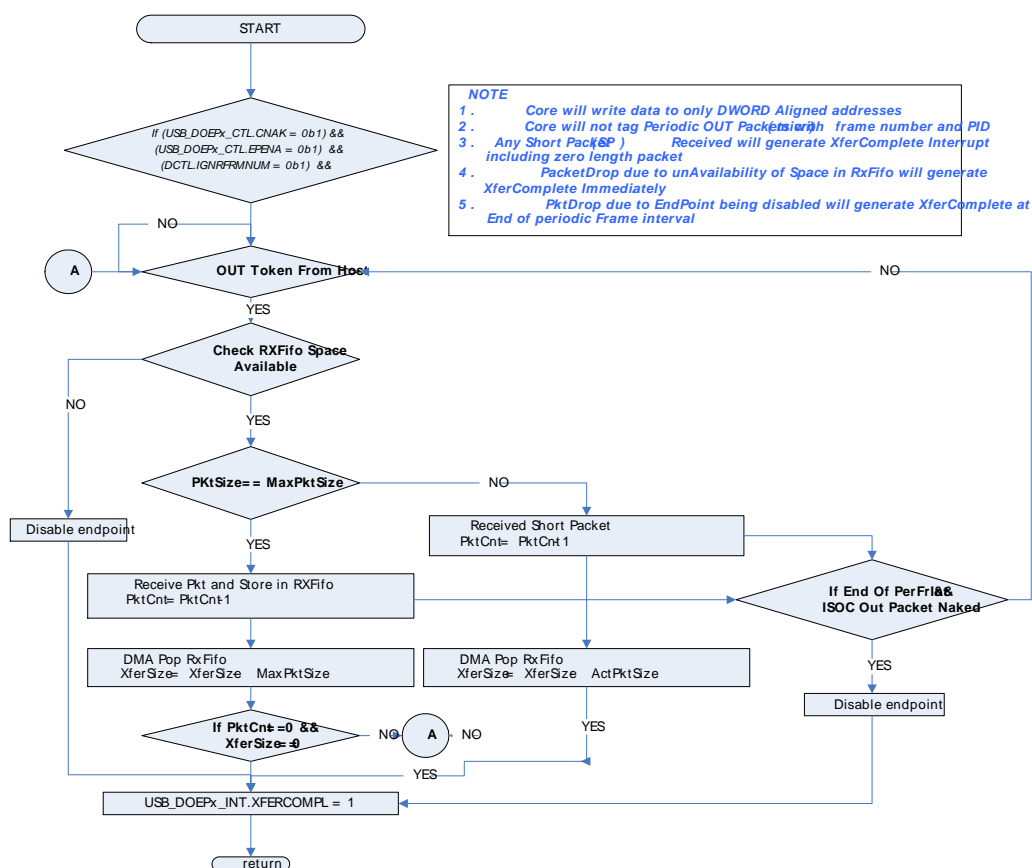 START
If (USB_DOEPx_CTL.CNAK = 0b1) &&
(USB_DOEPx_CTL.EPENA = 0b1) &&
(DCTL.IGNRFRMNUM = 0b1) &&
NOTE
1 . Core will write data to only DWORD Aligned addresses
2 . Core will not tag Periodic OUT Packets with frame number and PID
3 . Any Short Packet (SP ) Received will generate XferComplete Interrupt
including zero length packet
4 . PacketDrop due to unAvailability of Space in RxFifo will generate
XferComplete Immediately
5 . PktDrop due to EndPoint being disabled will generate XferComplete at
End of periodic Frame interval
NO
A
OUT Token From Host
NO
YES
Check RXFifo Space
Available
NO
YES
PKtSize== MaxPktSize
NO
Disable endpoint
Received Short Packet
PktCnt= PktCnt-1
YES
Receive Pkt and Store in RXFifo
PktCnt= PktCnt-1
If End Of PerFrInt &&
ISOC Out Packet Naked
NO
DMA Pop RxFifo
XferSize= XferSize MaxPktSize
DMA Pop RxFifo
XferSize= XferSize ActPktSize
YES
Disable endpoint
If PktCnt==0 &&
XferSize==0
NO
A
NO
YES
YES
USB_DOEPx_INT.XFERCOMPL = 1
return